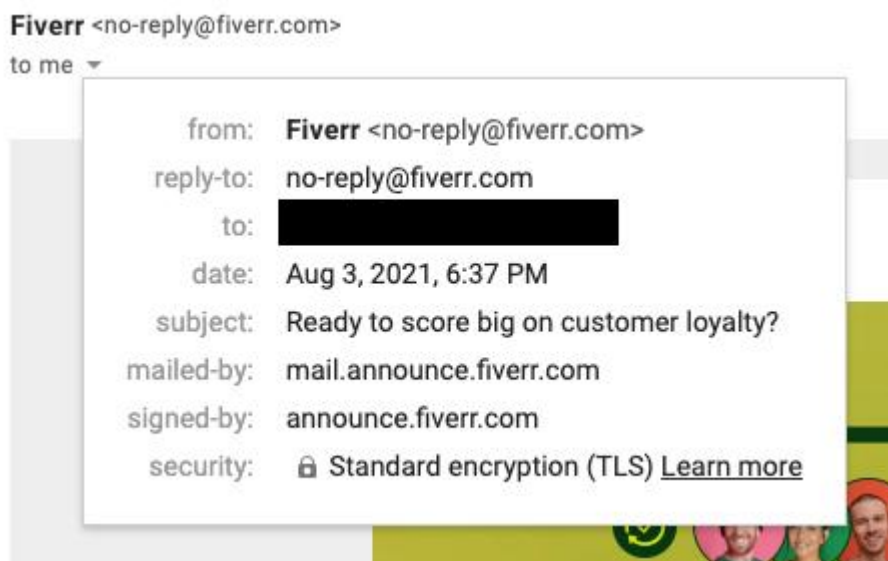 Fiverr <no-reply@fiverr.com>
to me
from: Fiverr <no-reply@fiverr.com>
reply-to: no-reply@fiverr.com
to:
date: Aug 3, 2021, 6:37 PM
subject: Ready to score big on customer loyalty?
mailed-by: mail.announce.fiverr.com
signed-by: announce.fiverr.com
security: Standard encryption (TLS) Learn more